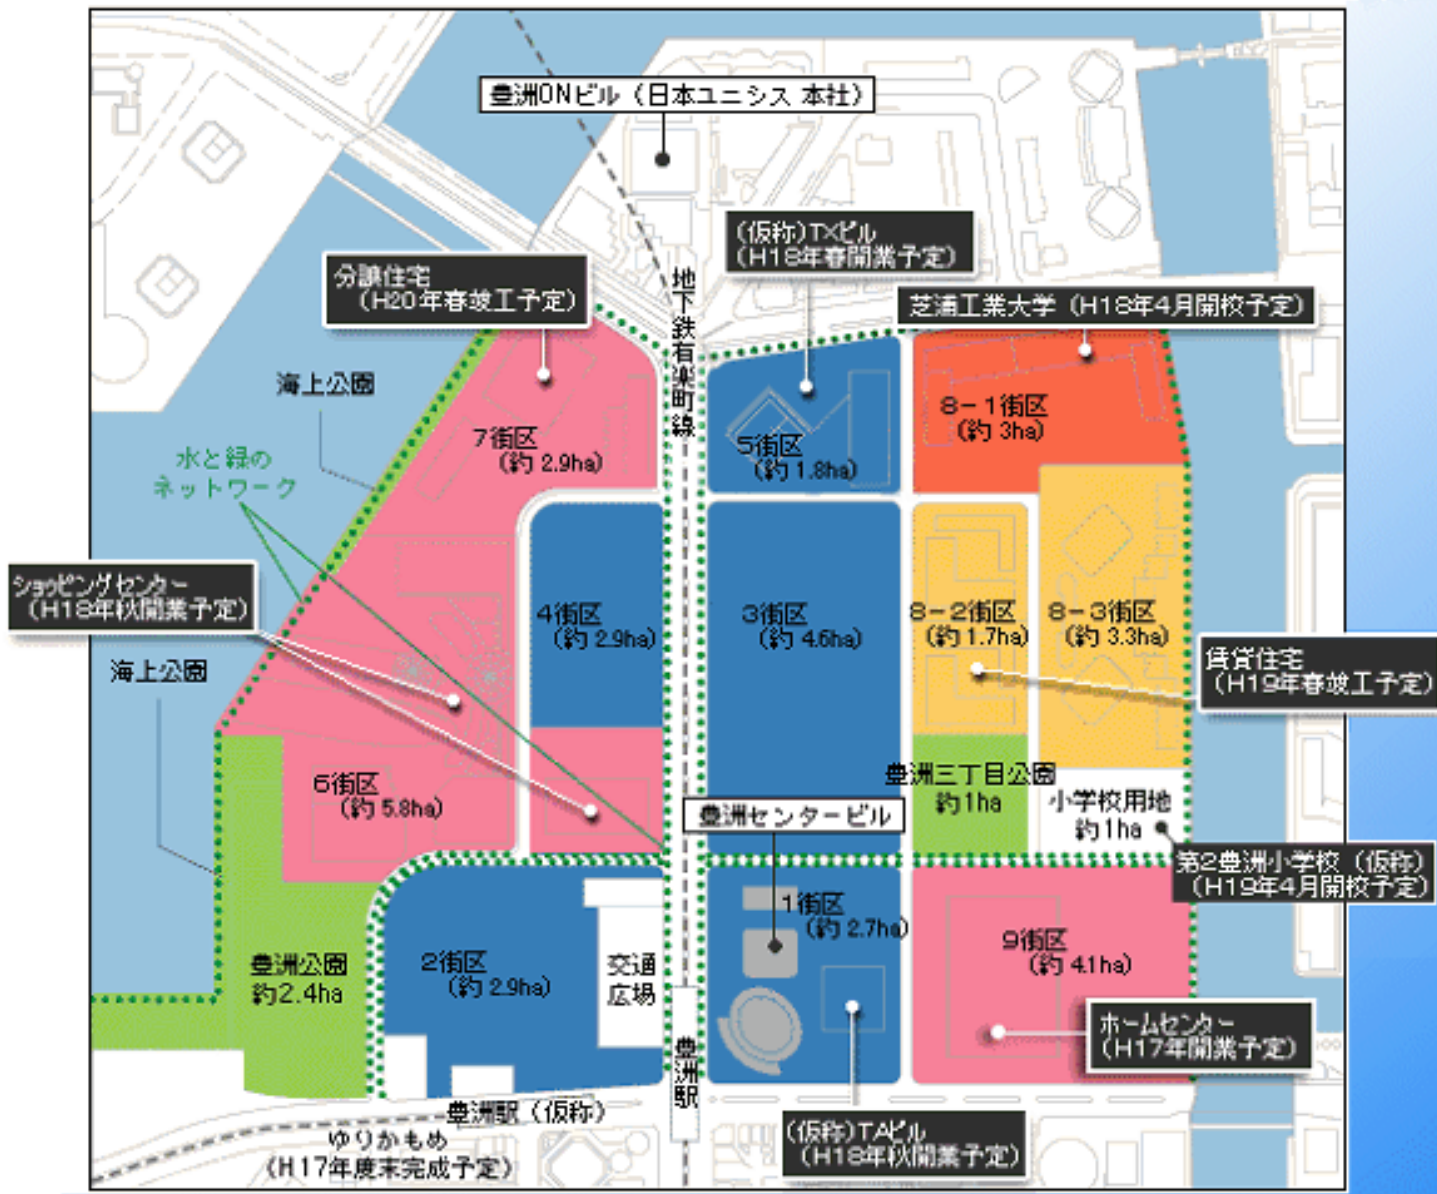 豊洲ONビル（日本ユニシス 本社）
(仮称)TXビル
(H18年春開業予定)
分譲住宅
(H20年春竣工予定)
地下鉄有楽町線
芝浦工業大学（H18年4月開校予定）
海上公園
8－1街区
(約 3ha)
7街区
(約 2.9ha)
5街区
(約 1.8ha)
水と緑の
ネットワーク
ショッピングセンター
(H18年秋開業予定)
4街区
(約 2.9ha)
3街区
(約 4.6ha)
8－2街区
(約 1.7ha)
8－3街区
(約 3.3ha)
賃貸住宅
(H19年春竣工予定)
海上公園
6街区
(約 5.8ha)
豊洲三丁目公園
約1ha
小学校用地
約1ha
豊洲センタービル
第2豊洲小学校（仮称）
(H19年4月開校予定)
1街区
(約 2.7ha)
9街区
(約 4.1ha)
豊洲公園
約2.4ha
2街区
(約 2.9ha)
交通
広場
ホームセンター
(H17年開業予定)
豊洲駅
豊洲駅（仮称）
ゆりかもめ
(H17年度末完成予定)
(仮称)TAビル
(H18年秋開業予定)